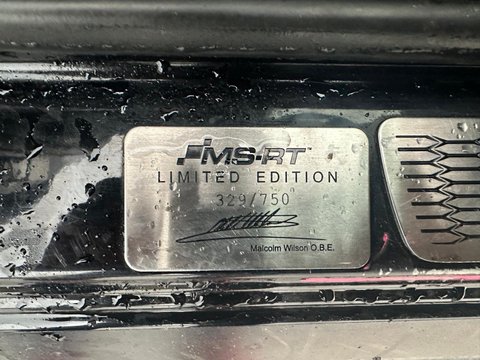 MS-RT
LIMITED EDITION
329/750
Malcolm Wilson O.B.E.